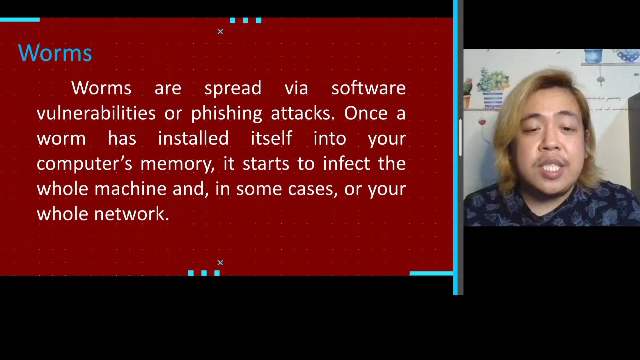 Worms
Worms are spread via software
vulnerabilities or phishing attacks. Once a
worm has installed itself into your
computer’s memory, it starts to infect the
whole machine and, in some cases, or your
whole network.